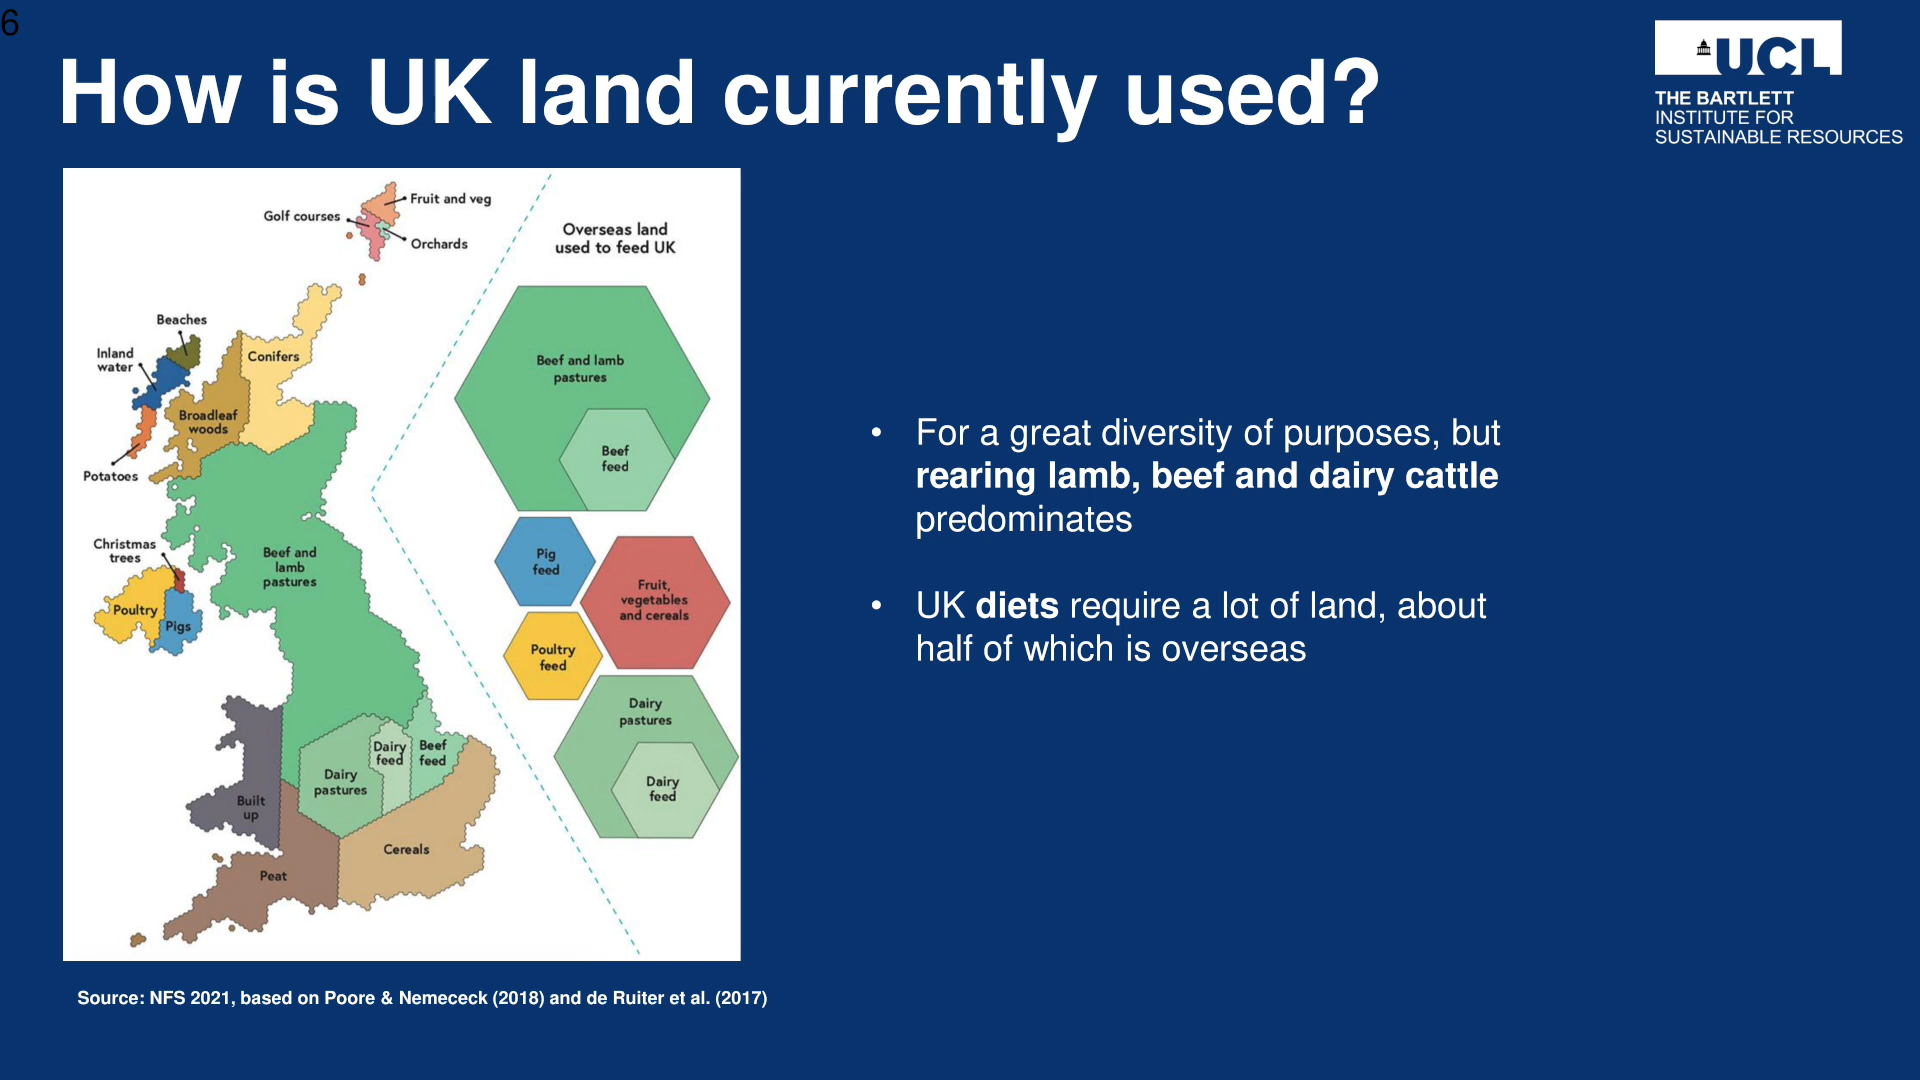 6
How is UK land currently used?
UCL
THE BARTLETT
INSTITUTE FOR
SUSTAINABLE RESOURCES
Fruit and veg
Golf courses
Orchards
Overseas land
used to feed UK
Beaches
Inland
water
Conifers
Broadleaf
woods
Potatoes
Beef and lamb
pastures
Beef
feed
Christmas
trees
Beef and
lamb
pastures
Poultry
Pigs
Pig
feed
Fruit,
vegetables
and cereals
Poultry
feed
Dairy
pastures
Dairy
feed
Dairy
feed
Beef
feed
Dairy
pastures
Built
up
Cereals
Peat
• For a great diversity of purposes, but
rearing lamb, beef and dairy cattle
predominates
• UK diets require a lot of land, about
half of which is overseas
Source: NFS 2021, based on Poore & Nemececk (2018) and de Ruiter et al. (2017)